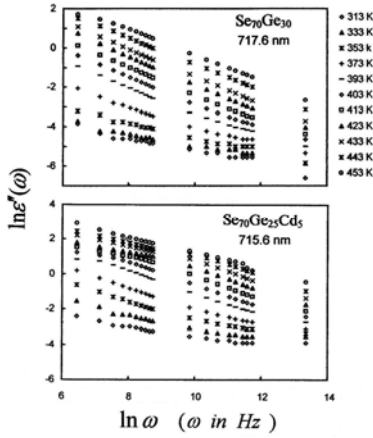 Se70Ge30
717.6 nm
2
0
-2
-4
-6
313 K
333 K
353 k
373 K
393 K
403 K
413 K
423 K
433 K
443 K
453 K
lnε″(ω)
Se70Ge25Cd5
715.6 nm
4
2
0
-2
-4
-6
6
8
10
12
14
ln ω ( ω in Hz )